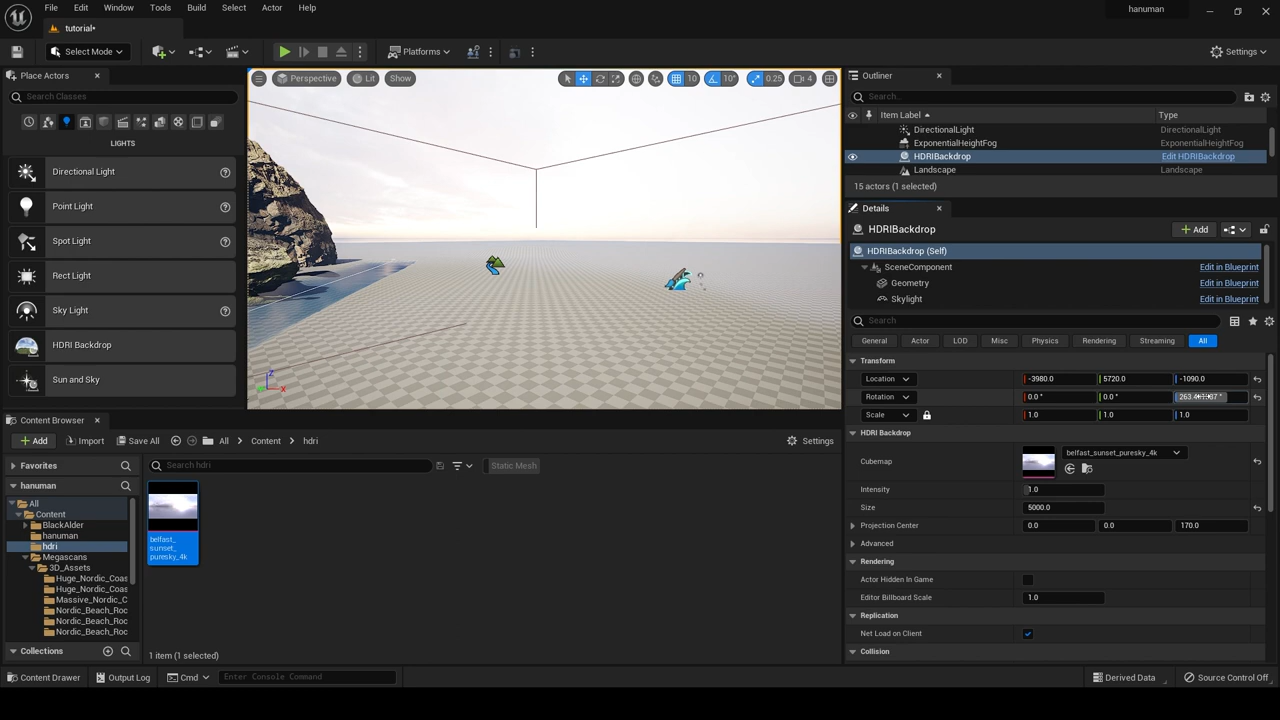 File Edit Window Tools Build Select Actor Help
hanuman
tutorial•
Select Mode
Platforms
Settings
Place Actors
Search Classes
LIGHTS
Directional Light
Point Light
Spot Light
Rect Light
Sky Light
HDRI Backdrop
Sun and Sky
Perspective Lit Show
10 10° 0.25 4
Z
X
Outliner
Search...
Item Label Type
DirectionalLight DirectionalLight
ExponentialHeightFog ExponentialHeightFog
HDRIBackdrop Edit HDRIBackdrop
Landscape Landscape
15 actors (1 selected)
Details
HDRIBackdrop
Add
HDRIBackdrop (Self)
SceneComponent Edit in Blueprint
Geometry Edit in Blueprint
Skylight Edit in Blueprint
Search
General Actor LOD Misc Physics Rendering Streaming All
Transform
Location -3980.0 5720.0 -1090.0
Rotation 0.0 ° 0.0 °
Scale 1.0 1.0 1.0
HDRI Backdrop
Cubemap belfast_sunset_puresky_4k
Intensity 1.0
Size 5000.0
Projection Center 0.0 0.0 170.0
Advanced
Rendering
Actor Hidden In Game
Editor Billboard Scale 1.0
Replication
Net Load on Client
Collision
Content Browser
Add Import Save All All Content hdri Settings
Favorites
Search hdri
Static Mesh
hanuman
All
Content
BlackAlder
hanuman
hdri
Megascans
3D_Assets
Huge_Nordic_Coas
Huge_Nordic_Coas
Massive_Nordic_C
Nordic_Beach_Roc
Nordic_Beach_Roc
Nordic_Beach_Roc
belfast_
sunset_
puresky_4k
Collections
1 item (1 selected)
Content Drawer Output Log Cmd Enter Console Command Derived Data Source Control Off